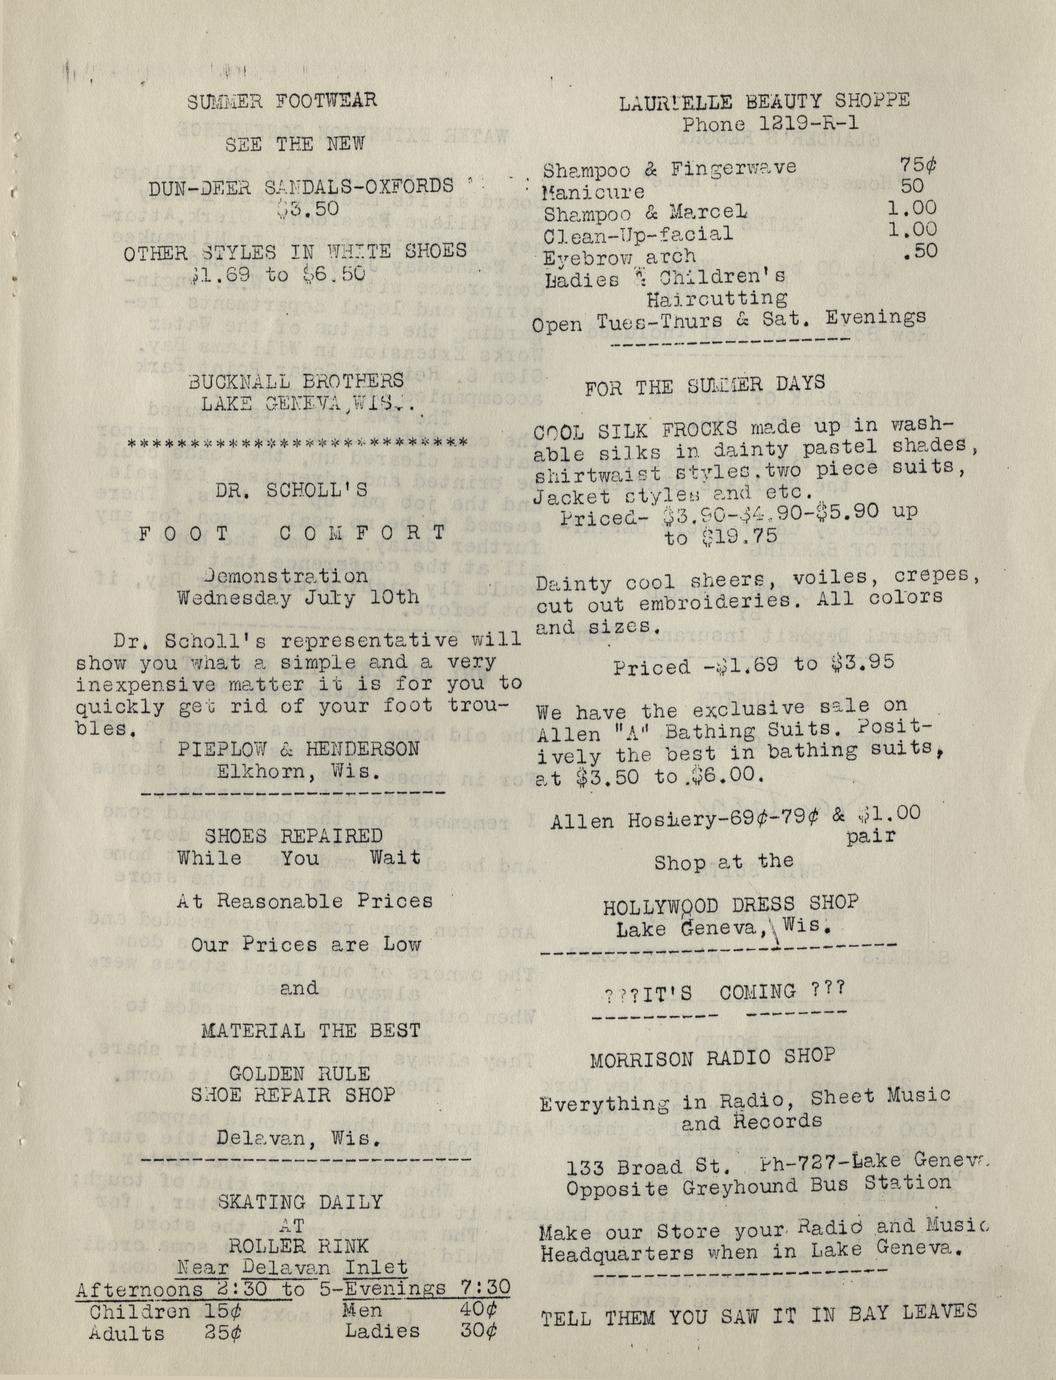 SUMMER FOOTWEAR
SEE THE NEW
DUN-DEER SANDALS-OXFORDS
$3.50
OTHER STYLES IN WHITE SHOES
$1.69 to $6.50
BUCKNALL BROTHERS
LAKE GENEVA,WIS.
***************************
DR. SCHOLL'S
F O O T   C O M F O R T
Demonstration
Wednesday July 10th
Dr. Scholl's representative will
show you what a simple and a very
inexpensive matter it is for you to
quickly get rid of your foot trou-
bles.
PIEPLOW & HENDERSON
Elkhorn, Wis.
------------------------
SHOES REPAIRED
While You Wait
At Reasonable Prices
Our Prices are Low
and
MATERIAL THE BEST
GOLDEN RULE
SHOE REPAIR SHOP
Delavan, Wis.
--------------------------
SKATING DAILY
AT
ROLLER RINK
Near Delavan Inlet
Afternoons 2:30 to 5-Evenings 7:30
Children 15¢ Men 40¢
Adults 25¢ Ladies 30¢
LAURIELLE BEAUTY SHOPPE
Phone 1219-R-1
Shampoo & Fingerwave 75¢
Manicure 50
Shampoo & Marcel 1.00
Clean-Up-facial 1.00
Eyebrow arch .50
Ladies & Children's
Haircutting
Open Tues-Thurs & Sat. Evenings
-------------------
FOR THE SUMMER DAYS
COOL SILK FROCKS made up in wash-
able silks in dainty pastel shades,
shirtwaist styles,two piece suits,
Jacket styles and etc.
Priced- $3.90-$4.90-$5.90 up
to $19.75
Dainty cool sheers, voiles, crepes,
cut out embroideries. All colors
and sizes.
Priced -$1.69 to $3.95
We have the exclusive sale on
Allen "A" Bathing Suits. Posit-
ively the best in bathing suits,
at $3.50 to $6.00.
Allen Hosiery-69¢-79¢ & $1.00
pair
Shop at the
HOLLYWOOD DRESS SHOP
Lake Geneva, Wis.
----------------------------
???IT'S COMING ???
---------- --------
MORRISON RADIO SHOP
Everything in Radio, Sheet Music
and Records
133 Broad St. Ph-727-Lake Geneva.
Opposite Greyhound Bus Station
Make our Store your Radio and Music
Headquarters when in Lake Geneva.
-----------------------
TELL THEM YOU SAW IT IN BAY LEAVES